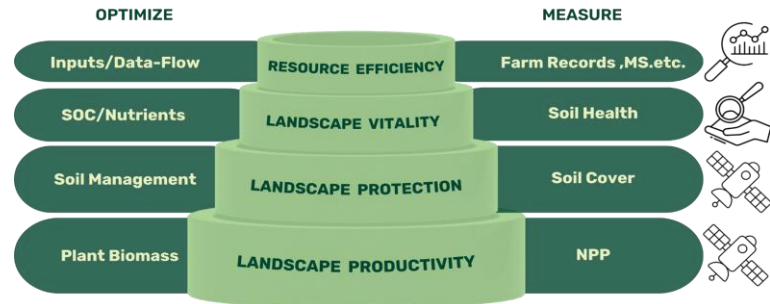 OPTIMIZE
MEASURE
Inputs/Data-Flow
RESOURCE EFFICIENCY
Farm Records ,MS.etc.
SOC/Nutrients
LANDSCAPE VITALITY
Soil Health
Soil Management
LANDSCAPE PROTECTION
Soil Cover
Plant Biomass
LANDSCAPE PRODUCTIVITY
NPP